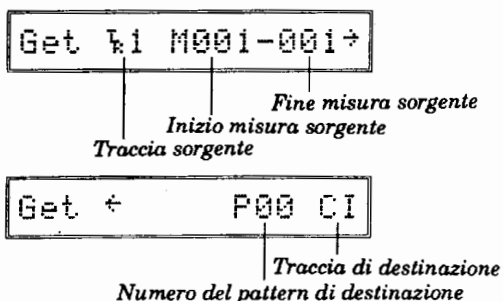 Get Tr1 M001-001→
Fine misura sorgente
Inizio misura sorgente
Traccia sorgente
Get ← P00 CI
Traccia di destinazione
Numero del pattern di destinazione